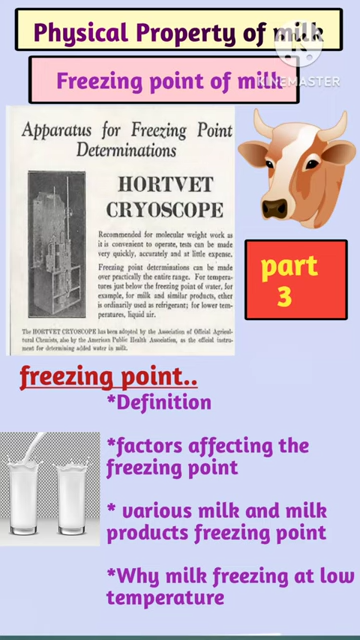 Physical Property of milk
Freezing point of milk
KINEMASTER
Apparatus for Freezing Point
Determinations
HORTVET
CRYOSCOPE
Recommended for molecular weight work as
it is convenient to operate, tests can be made
very quickly, accurately and at little expense.
Freezing point determinations can be made
over practically the entire range. For tempera-
tures just below the freezing point of water, for
example, for milk and similar products, ether
is ordinarily used as refrigerant; for lower tem-
peratures, liquid air.
The HORTVET CRYOSCOPE has been adopted by the Association of Official Agricul-
tural Chemists, also by the American Public Health Association, as the official instru-
ment for determining added water in milk.
part
3
freezing point..
*Definition
*factors affecting the
freezing point
* various milk and milk
products freezing point
*Why milk freezing at low
temperature